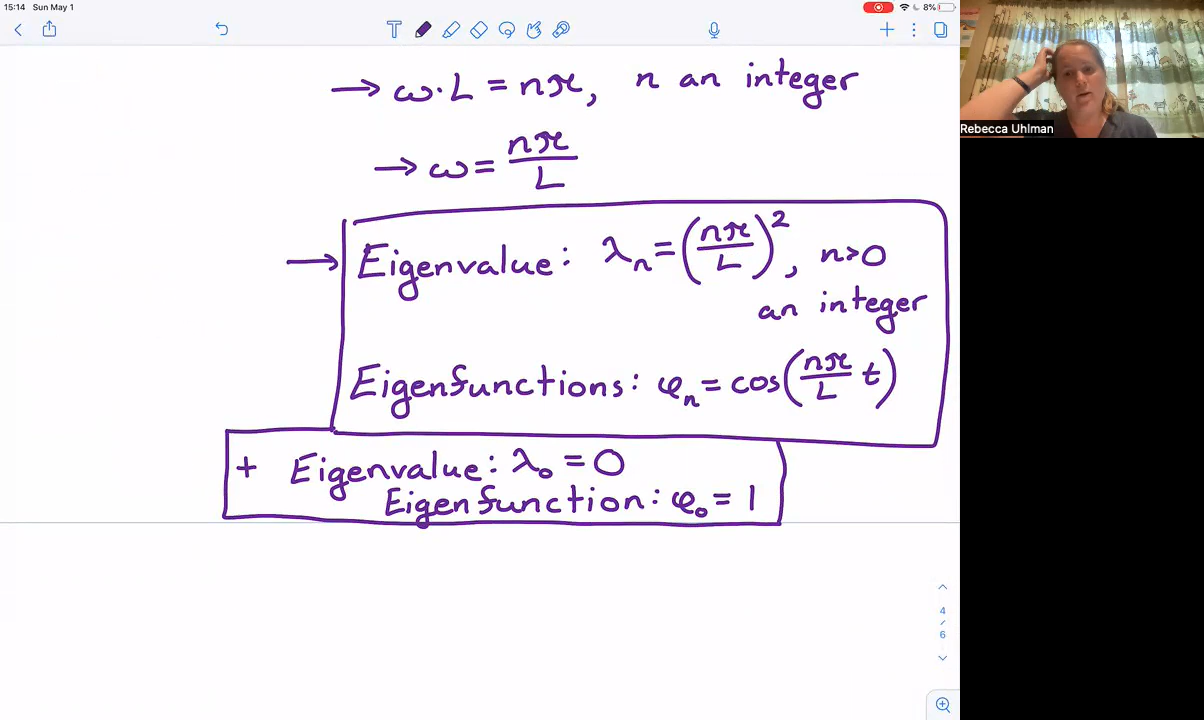 15:14 Sun May 1
8%
Rebecca Uhlman
→ ω·L = nπ, n an integer
→ ω = nπ/L
→ Eigenvalue: λₙ = (nπ/L)², n>0
an integer
Eigenfunctions: φₙ = cos(nπ/L t)
+ Eigenvalue: λ₀ = 0
Eigenfunction: φ₀ = 1
4
/
6